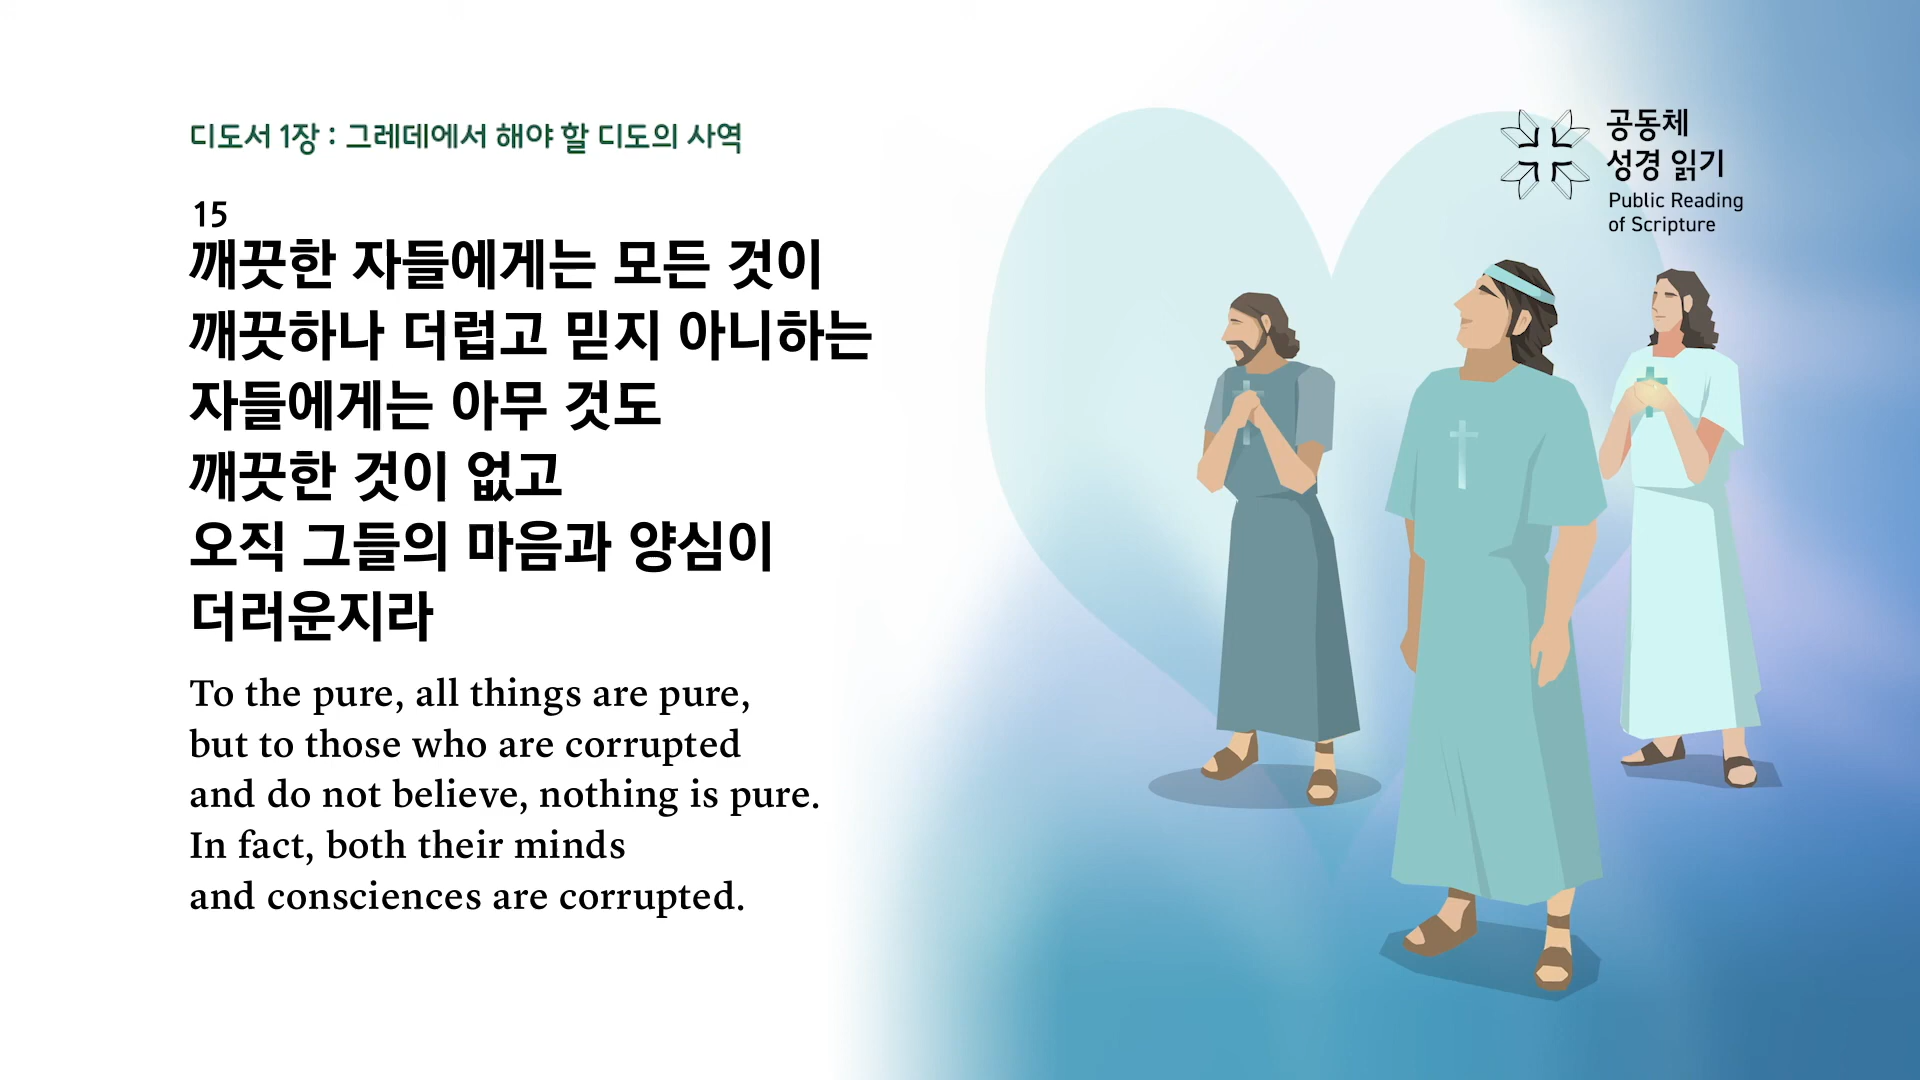 디도서 1장 : 그레데에서 해야 할 디도의 사역
15
깨끗한 자들에게는 모든 것이
깨끗하나 더럽고 믿지 아니하는
자들에게는 아무 것도
깨끗한 것이 없고
오직 그들의 마음과 양심이
더러운지라
To the pure, all things are pure,
but to those who are corrupted
and do not believe, nothing is pure.
In fact, both their minds
and consciences are corrupted.
공동체
성경 읽기
Public Reading
of Scripture